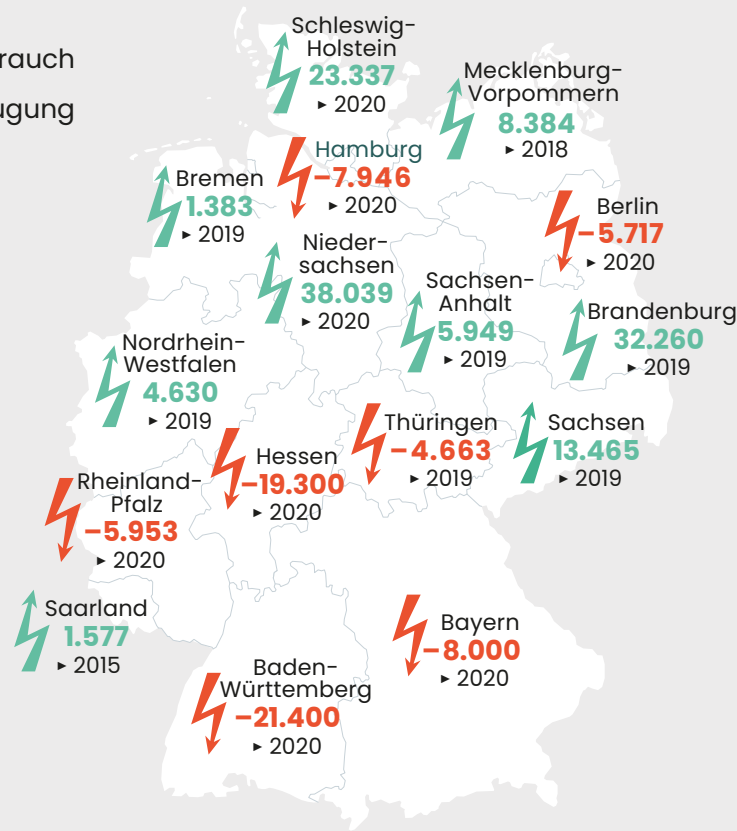 Schleswig-
Holstein
23.337
▸ 2020
Mecklenburg-
Vorpommern
8.384
▸ 2018
Hamburg
–7.946
▸ 2020
Bremen
1.383
▸ 2019
Berlin
–5.717
▸ 2020
Nieder-
sachsen
38.039
▸ 2020
Sachsen-
Anhalt
5.949
▸ 2019
Brandenburg
32.260
▸ 2019
Nordrhein-
Westfalen
4.630
▸ 2019
Thüringen
–4.663
▸ 2019
Sachsen
13.465
▸ 2019
Hessen
–19.300
▸ 2020
Rheinland-
Pfalz
–5.953
▸ 2020
Saarland
1.577
▸ 2015
Bayern
–8.000
▸ 2020
Baden-
Württemberg
–21.400
▸ 2020